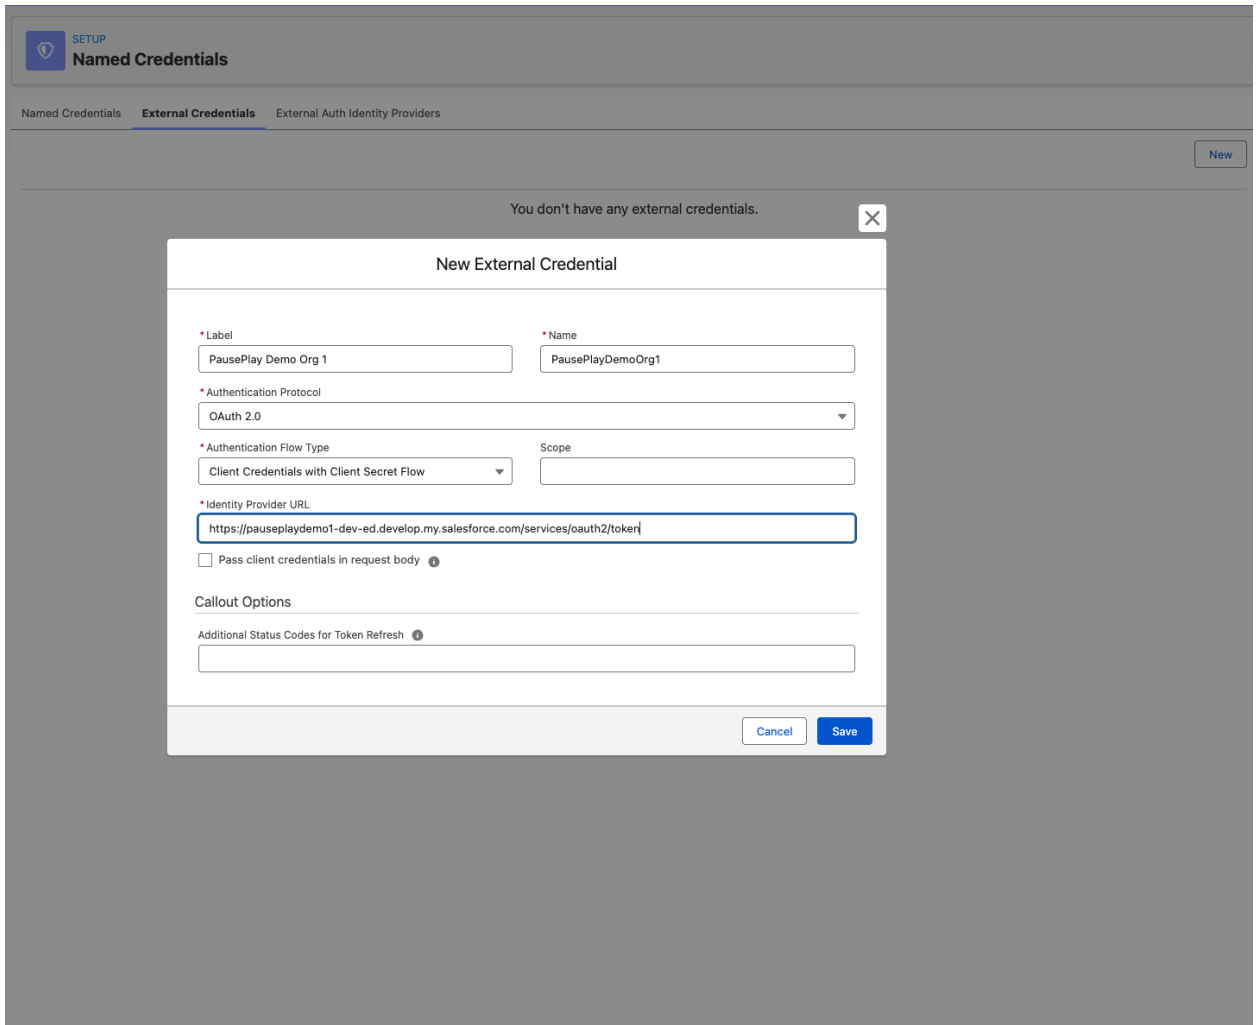 SETUP
Named Credentials
Named Credentials External Credentials External Auth Identity Providers
New
You don't have any external credentials.
New External Credential
* Label
* Name
PausePlay Demo Org 1
PausePlayDemoOrg1
* Authentication Protocol
OAuth 2.0
* Authentication Flow Type
Scope
Client Credentials with Client Secret Flow
* Identity Provider URL
https://pauseplaydemo1-dev-ed.develop.my.salesforce.com/services/oauth2/token
Pass client credentials in request body
Callout Options
Additional Status Codes for Token Refresh
Cancel
Save